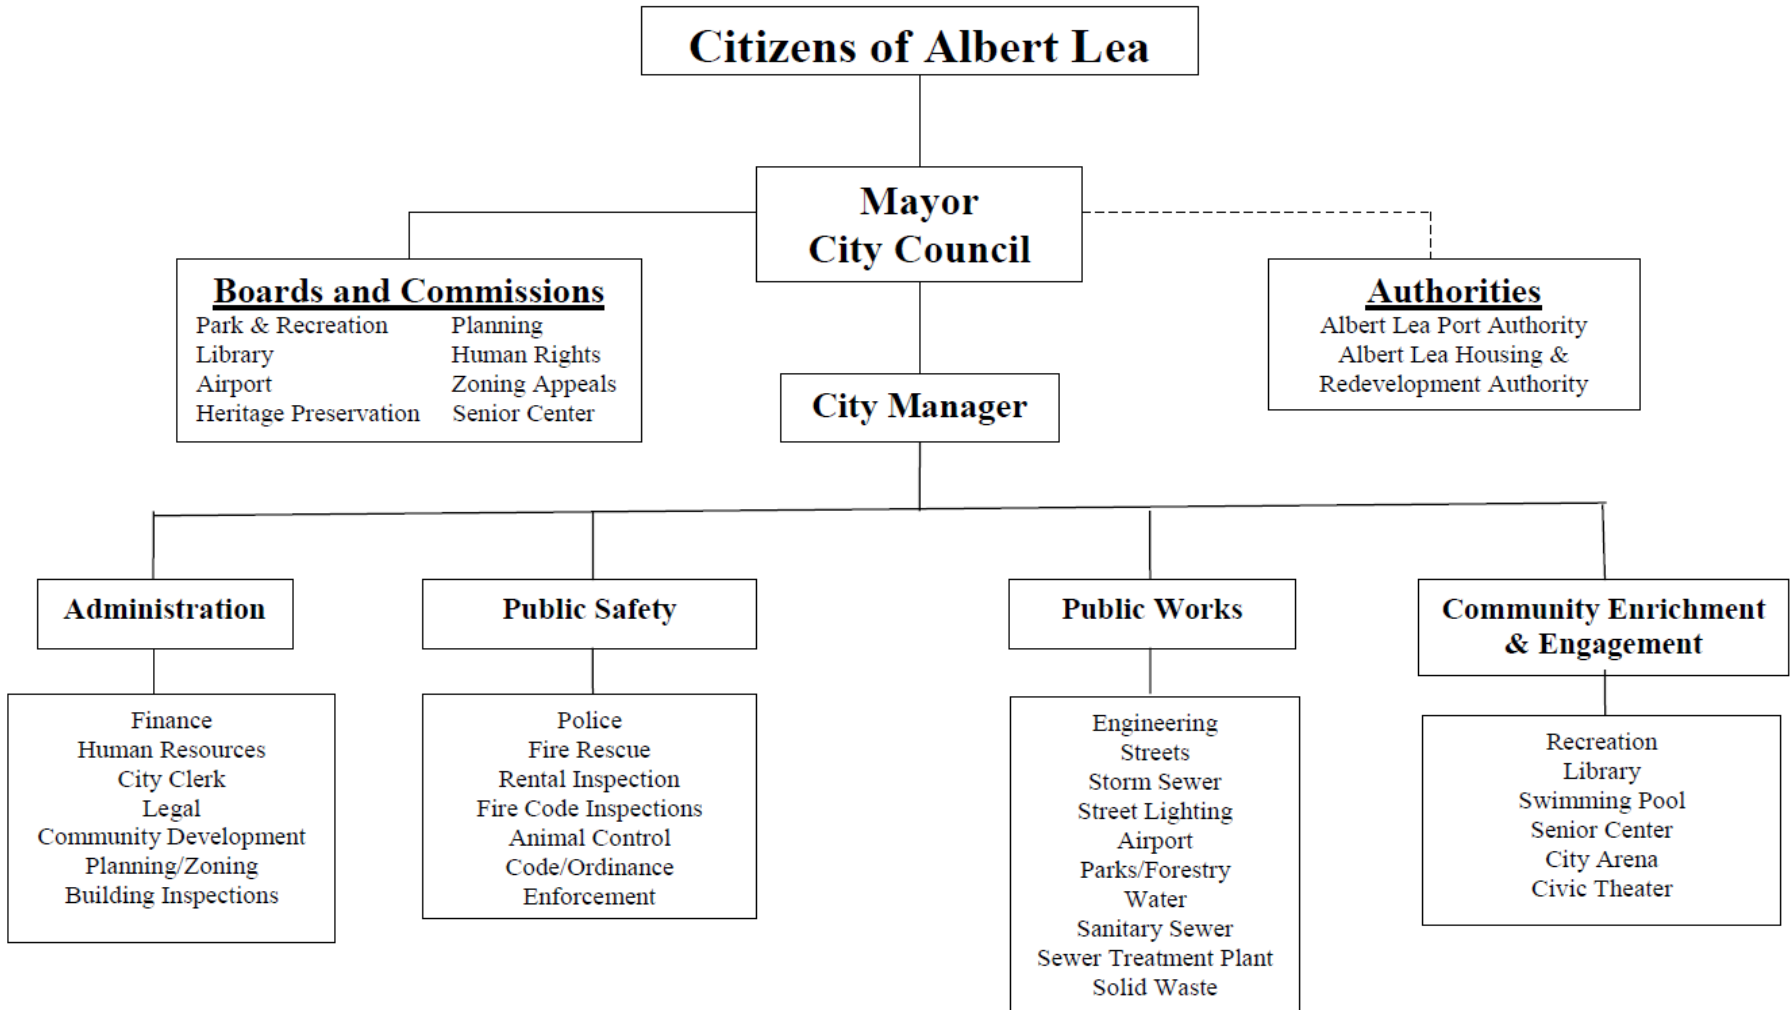 Citizens of Albert Lea
Mayor
City Council
Boards and Commissions
Park & Recreation
Library
Airport
Heritage Preservation
Planning
Human Rights
Zoning Appeals
Senior Center
Authorities
Albert Lea Port Authority
Albert Lea Housing &
Redevelopment Authority
City Manager
Administration
Finance
Human Resources
City Clerk
Legal
Community Development
Planning/Zoning
Building Inspections
Public Safety
Police
Fire Rescue
Rental Inspection
Fire Code Inspections
Animal Control
Code/Ordinance
Enforcement
Public Works
Engineering
Streets
Storm Sewer
Street Lighting
Airport
Parks/Forestry
Water
Sanitary Sewer
Sewer Treatment Plant
Solid Waste
Community Enrichment
& Engagement
Recreation
Library
Swimming Pool
Senior Center
City Arena
Civic Theater